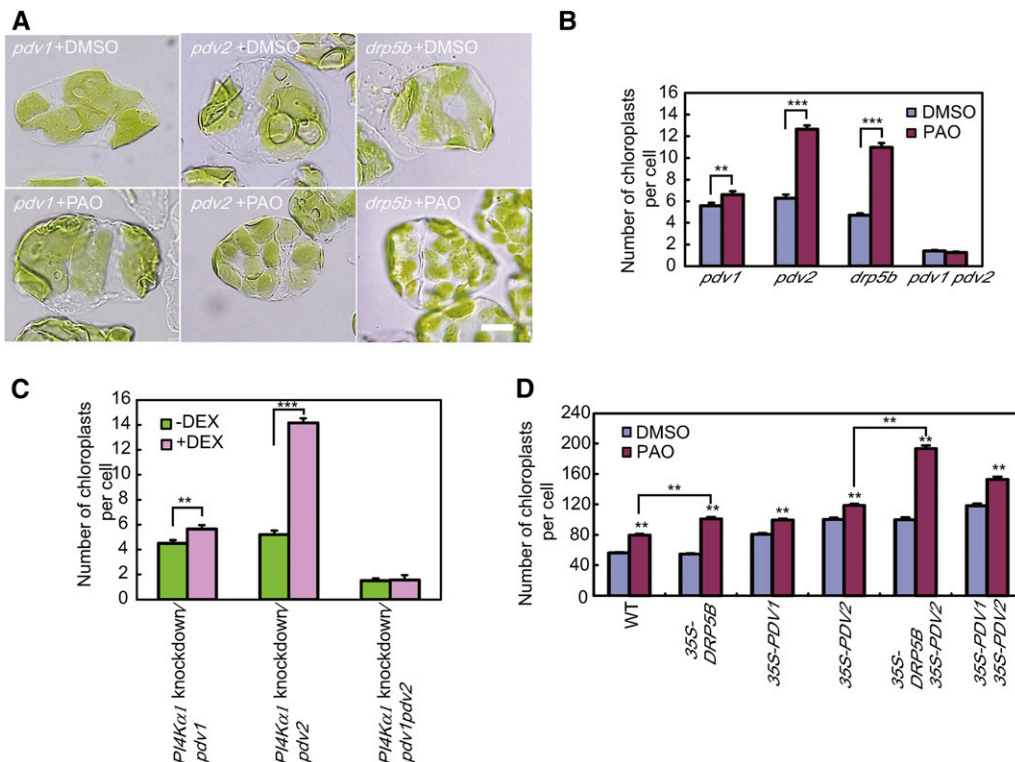 A
pdv1+DMSO
pdv2+DMSO
drp5b+DMSO
pdv1+PAO
pdv2+PAO
drp5b+PAO
B
Number of chloroplasts
per cell
16
14
12
10
8
6
4
2
0
**
***
***
DMSO
PAO
pdv1
pdv2
drp5b
pdv1 pdv2
C
Number of chloroplasts
per cell
16
14
12
10
8
6
4
2
0
-DEX
+DEX
**
***
PI4Kα1 knockdown/
pdv1
PI4Kα1 knockdown/
pdv2
PI4Kα1 knockdown/
pdv1pdv2
D
Number of chloroplasts
per cell
240
200
160
120
80
40
0
DMSO
PAO
**
**
**
**
**
**
**
**
WT
35S-
DRP5B
35S-PDV1
35S-PDV2
35S-
DRP5B
35S-PDV2
35S-PDV1
35S-PDV2